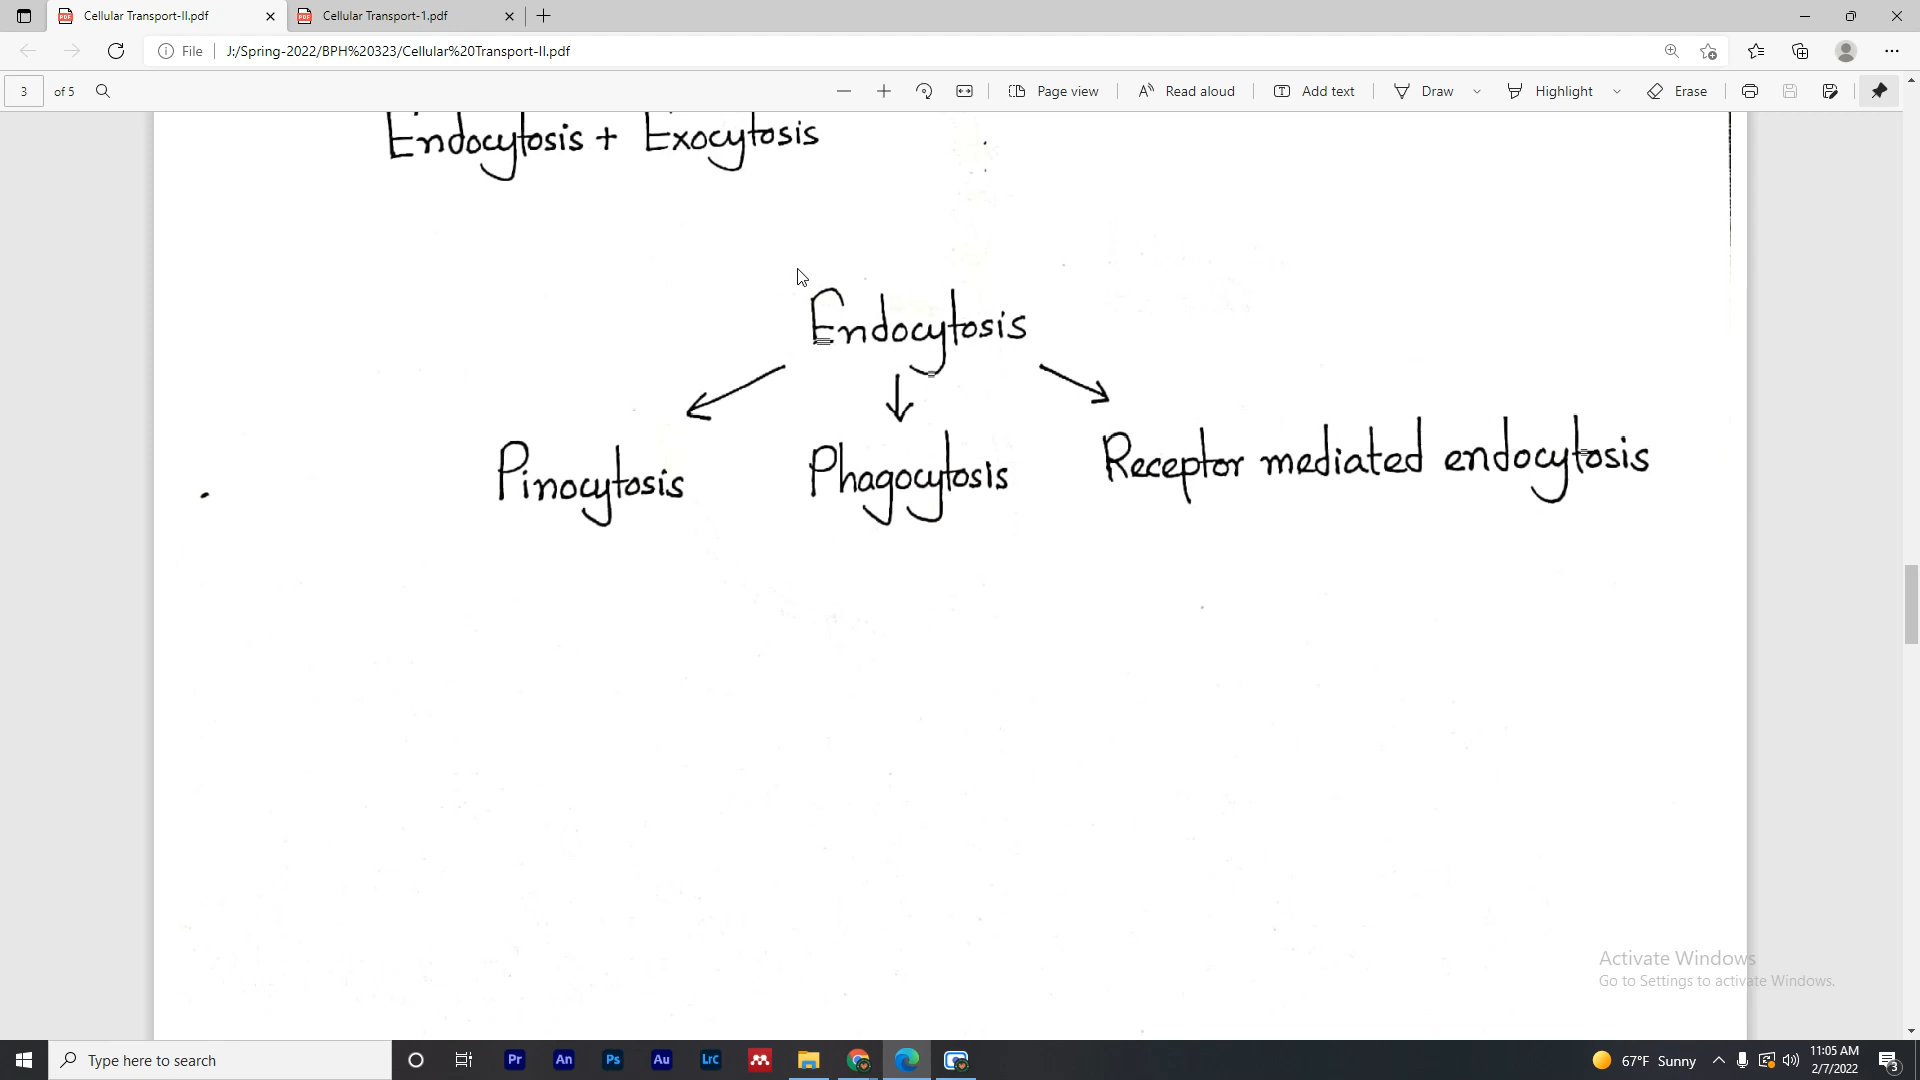 Cellular Transport-II.pdf
Cellular Transport-1.pdf
File
J:/Spring-2022/BPH%20323/Cellular%20Transport-II.pdf
3 of 5
Page view
Read aloud
Add text
Draw
Highlight
Erase
Endocytosis + Exocytosis
Endocytosis
Pinocytosis
Phagocytosis
Receptor mediated endocytosis
Activate Windows
Go to Settings to activate Windows.
Type here to search
Pr
An
Ps
Au
LrC
67°F Sunny
11:05 AM
2/7/2022
3